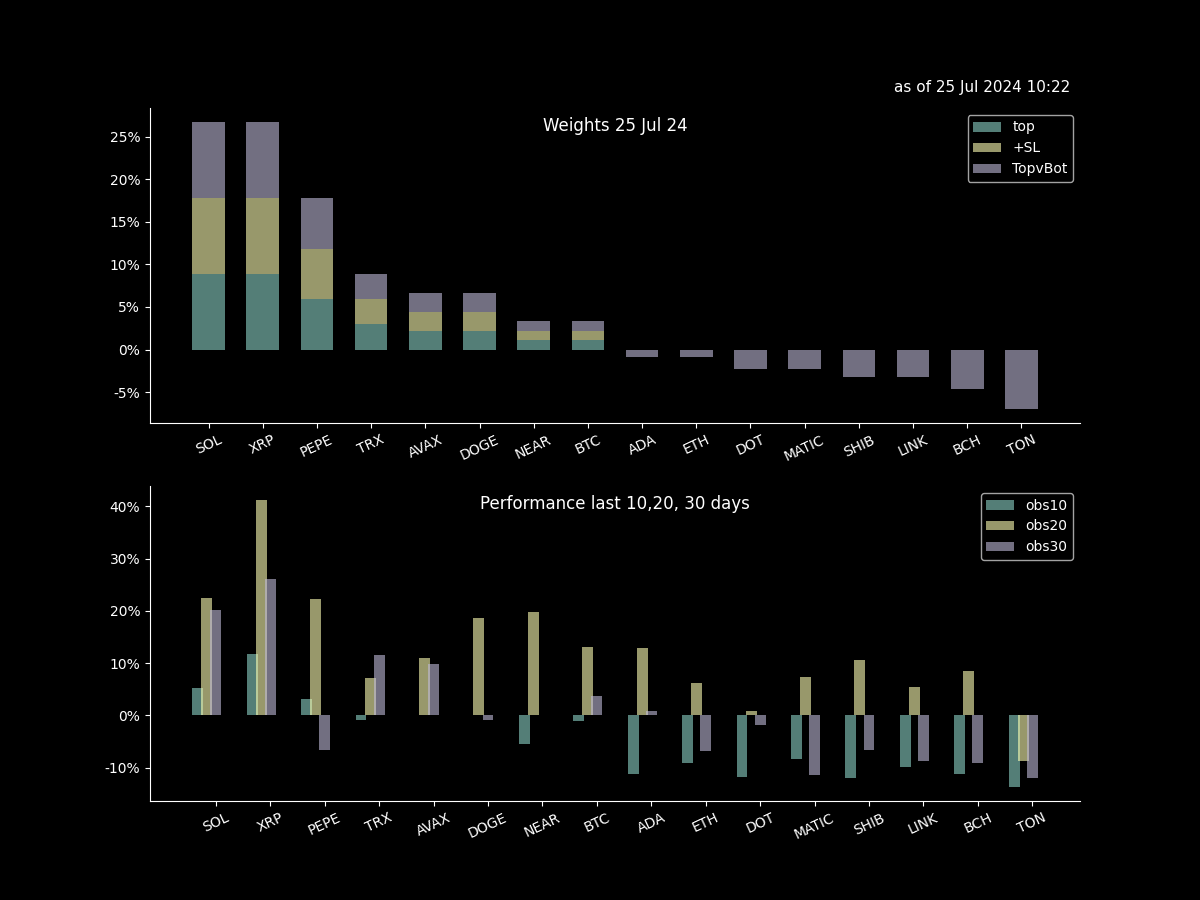 as of 25 Jul 2024 10:22
Weights 25 Jul 24
top
+SL
TopvBot
25%
20%
15%
10%
5%
0%
-5%
SOL XRP PEPE TRX AVAX DOGE NEAR BTC ADA ETH DOT MATIC SHIB LINK BCH TON
Performance last 10,20, 30 days
obs10
obs20
obs30
40%
30%
20%
10%
0%
-10%
SOL XRP PEPE TRX AVAX DOGE NEAR BTC ADA ETH DOT MATIC SHIB LINK BCH TON